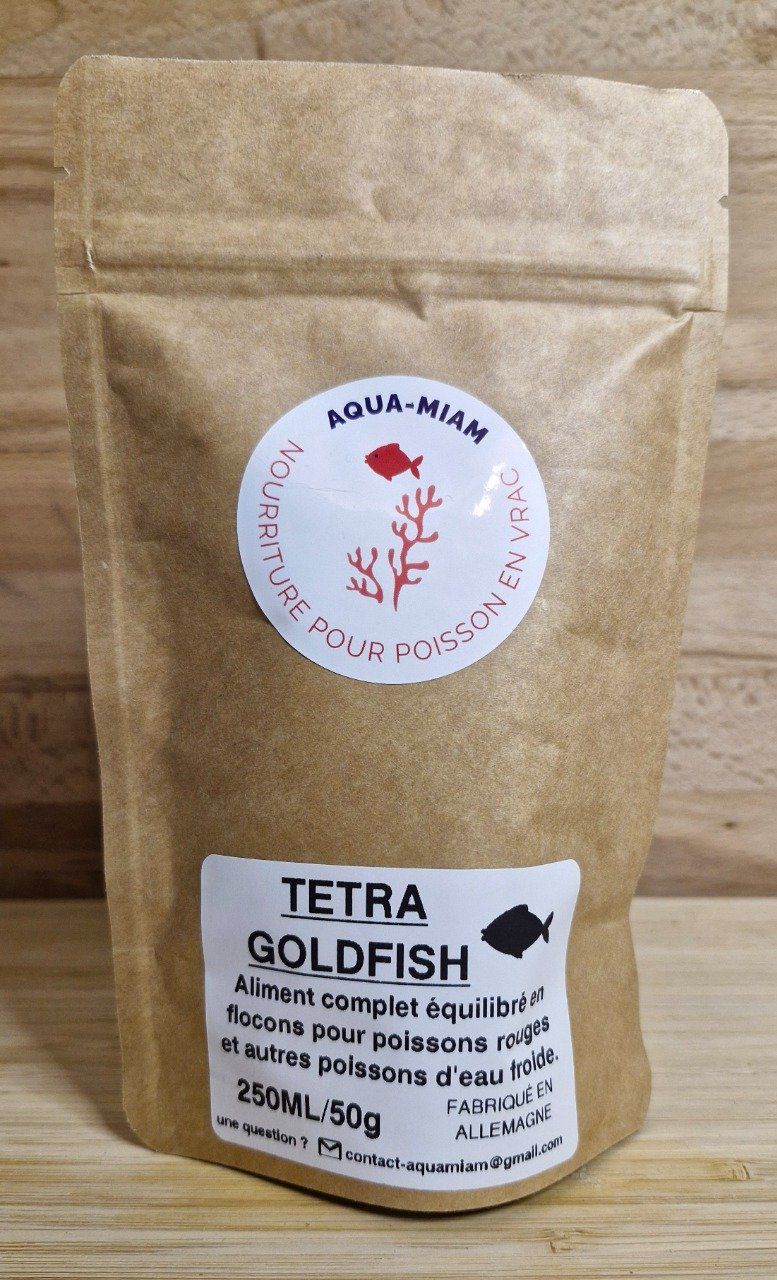 AQUA-MIAM
NOURRITURE POUR POISSON EN VRAC
TETRA
GOLDFISH
Aliment complet équilibré en
flocons pour poissons rouges
et autres poissons d'eau froide.
250ML/50g
FABRIQUÉ EN
ALLEMAGNE
une question ? contact-aquamiam@gmail.com